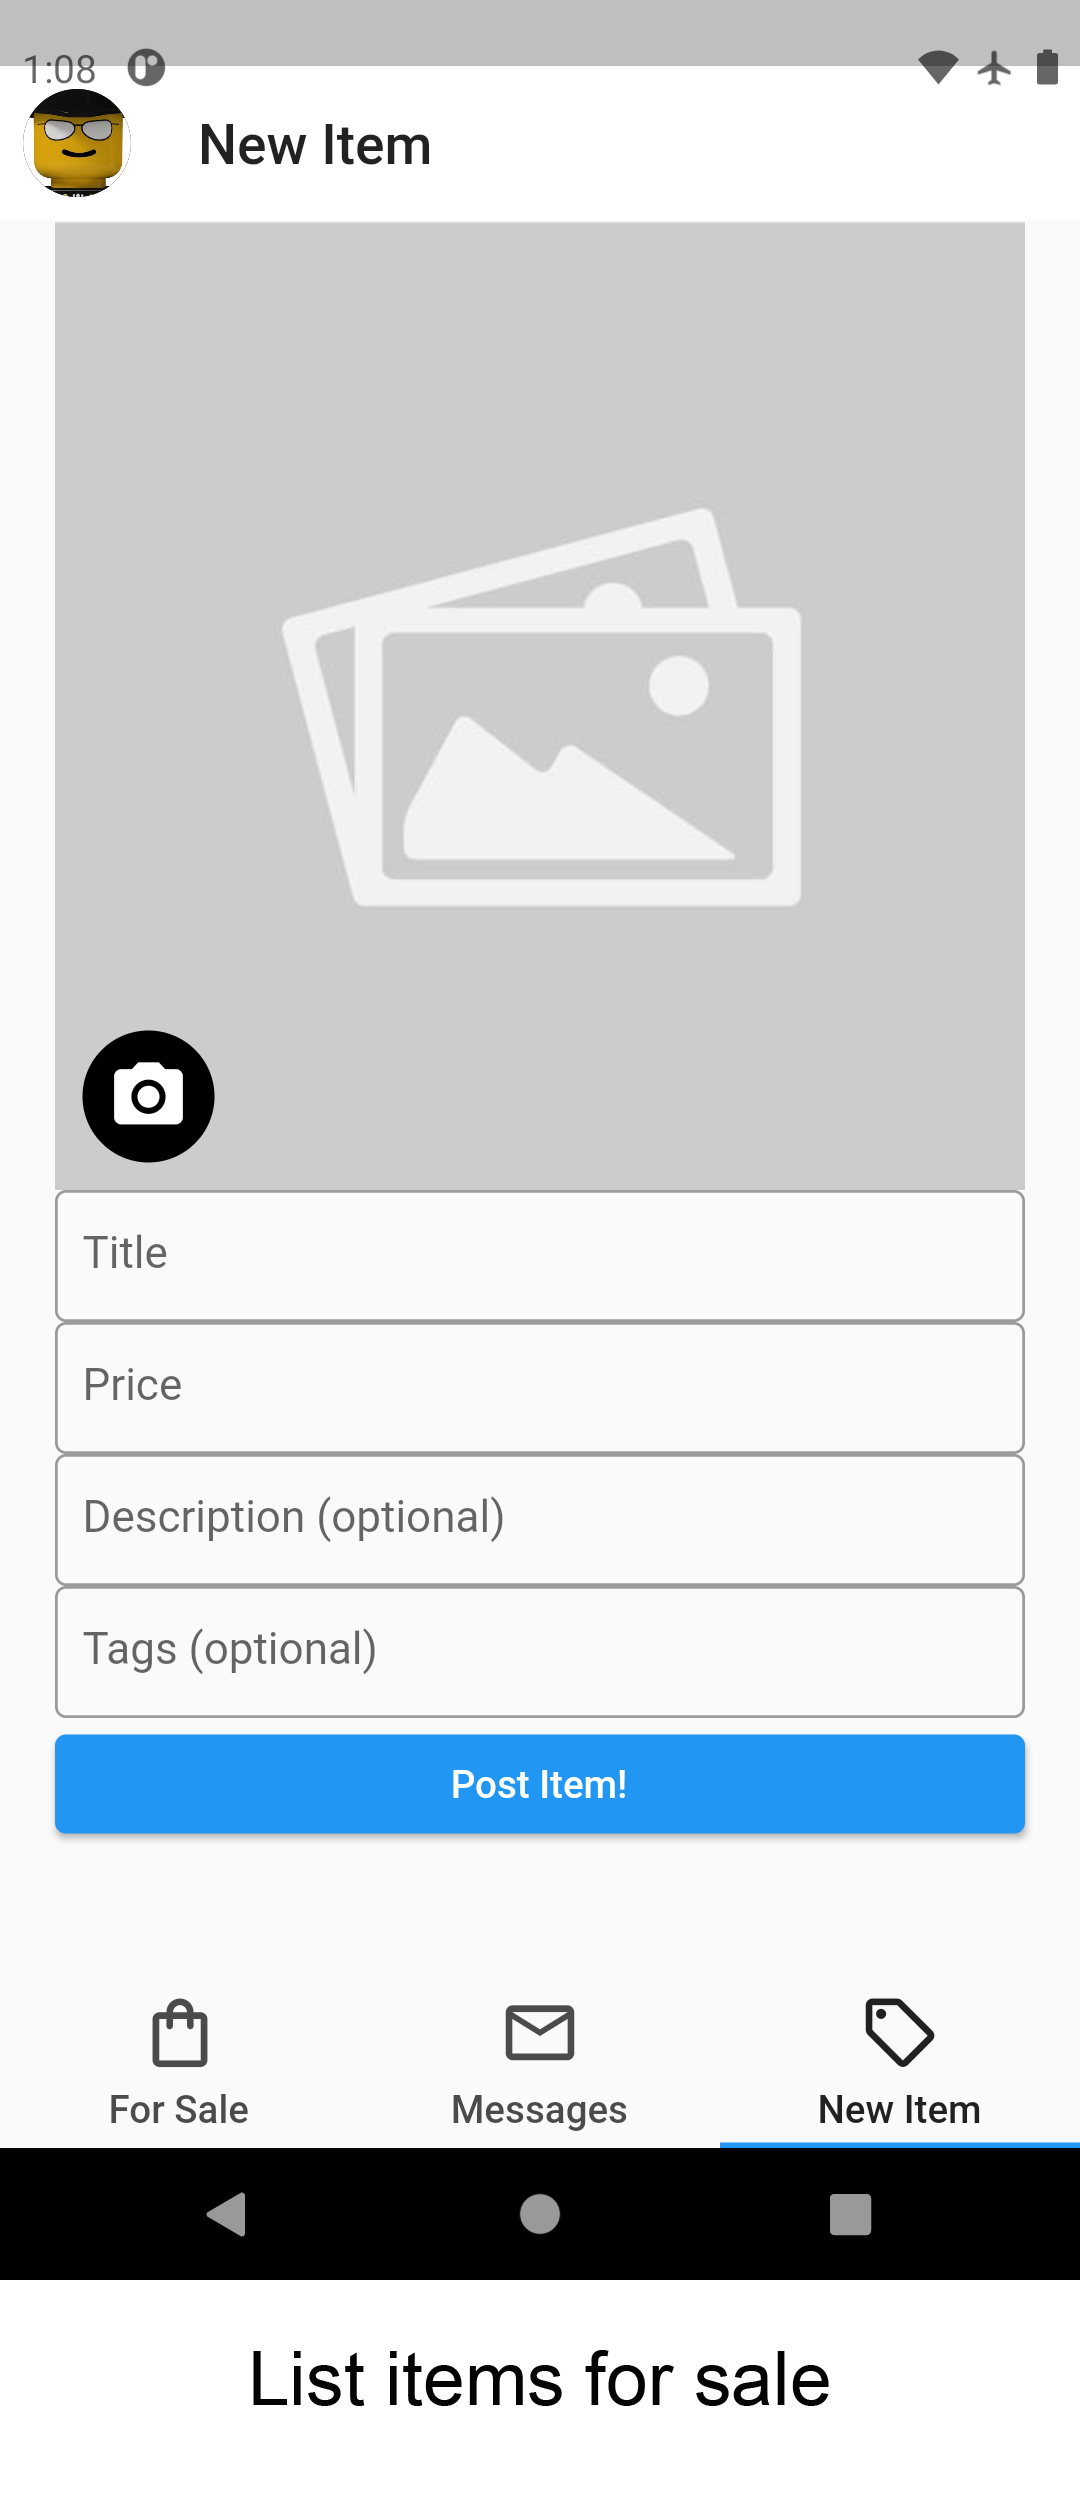 1:08
New Item
Title
Price
Description (optional)
Tags (optional)
Post Item!
For Sale
Messages
New Item
List items for sale